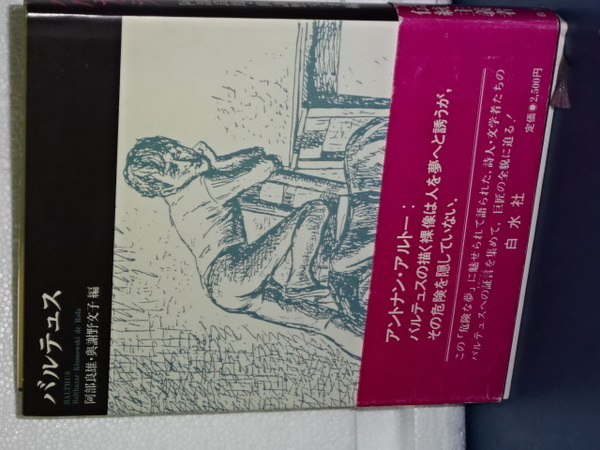 バルテュス
BALTHUS
Balthasar Klossowski de Rola
阿部良雄・與謝野文子 編
アントナン・アルトー：
バルテュスの描く裸像は人を夢へと誘うが，
その危険を隠していない。
この「危険な夢」に魅せられて語られた，詩人・文学者たちの
バルテュスへの証言を集めて，巨匠の全貌に迫る！
白水社
定価●2,500円